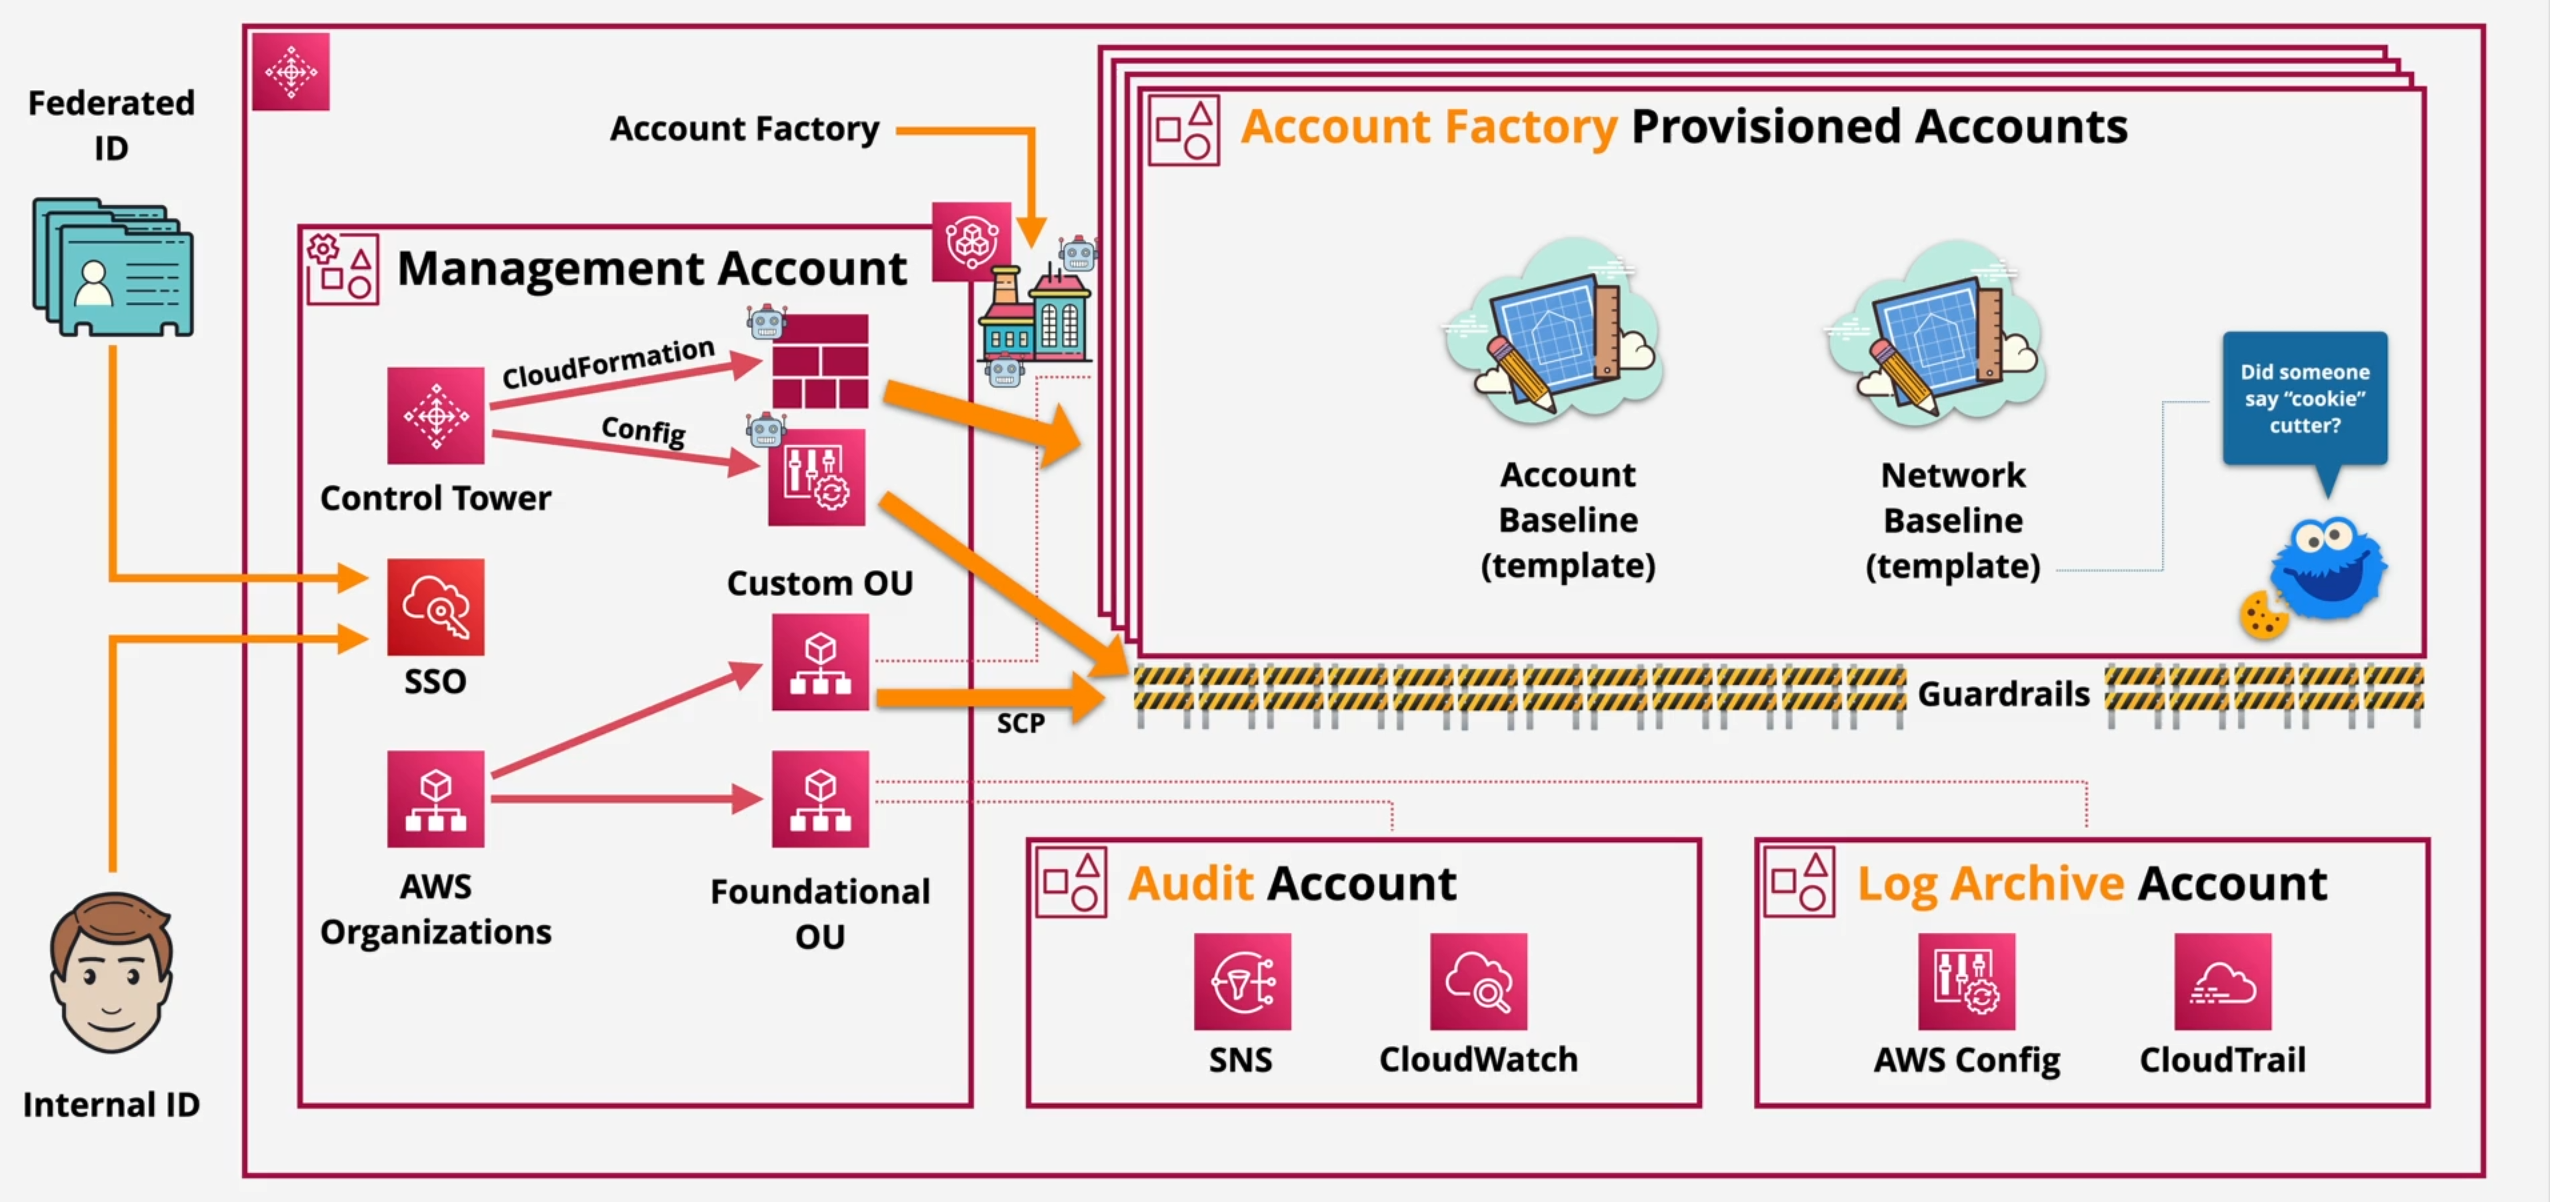 Federated
ID
Internal ID
Account Factory
Management Account
CloudFormation
Config
Control Tower
SSO
AWS
Organizations
Custom OU
Foundational
OU
SCP
Account Factory Provisioned Accounts
Account
Baseline
(template)
Network
Baseline
(template)
Did someone
say “cookie”
cutter?
Guardrails
Audit Account
SNS
CloudWatch
Log Archive Account
AWS Config
CloudTrail